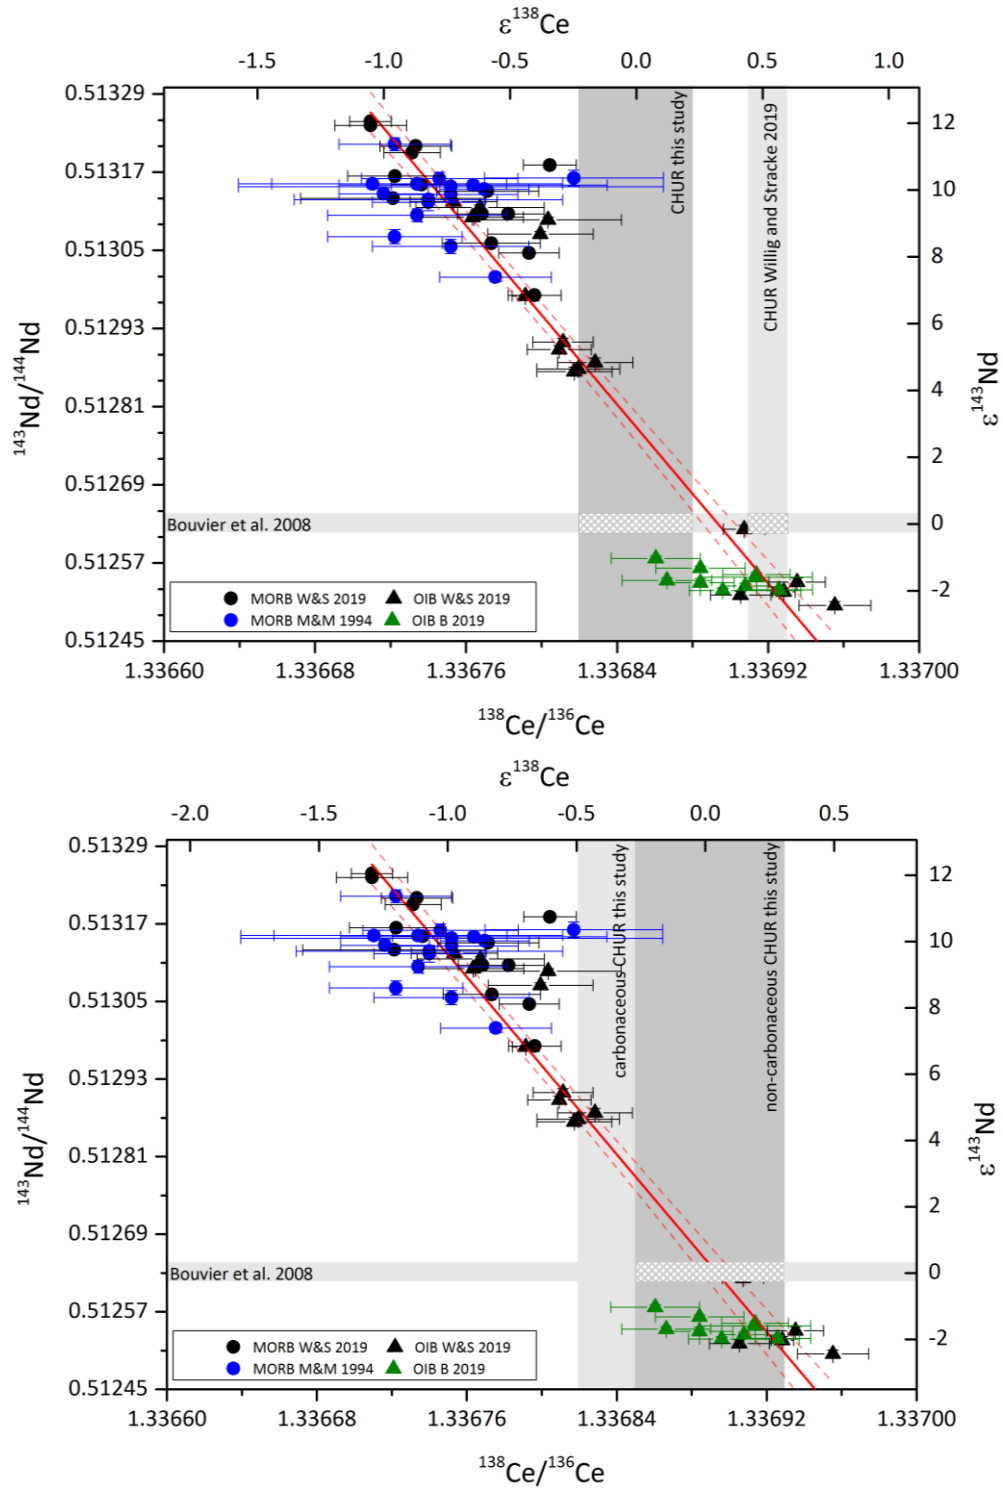 ε¹³⁸Ce
-1.5 -1.0 -0.5 0.0 0.5 1.0
0.51329
0.51317
0.51305
0.51293
0.51281
0.51269
0.51257
0.51245
¹⁴³Nd/¹⁴⁴Nd
12
10
8
6
4
2
0
-2
ε¹⁴³Nd
CHUR this study
CHUR Willig and Stracke 2019
Bouvier et al. 2008
MORB W&S 2019 OIB W&S 2019
MORB M&M 1994 OIB B 2019
1.33660 1.33668 1.33676 1.33684 1.33692 1.33700
¹³⁸Ce/¹³⁶Ce
ε¹³⁸Ce
-2.0 -1.5 -1.0 -0.5 0.0 0.5
0.51329
0.51317
0.51305
0.51293
0.51281
0.51269
0.51257
0.51245
¹⁴³Nd/¹⁴⁴Nd
12
10
8
6
4
2
0
-2
ε¹⁴³Nd
carbonaceous CHUR this study
non-carbonaceous CHUR this study
Bouvier et al. 2008
MORB W&S 2019 OIB W&S 2019
MORB M&M 1994 OIB B 2019
1.33660 1.33668 1.33676 1.33684 1.33692 1.33700
¹³⁸Ce/¹³⁶Ce